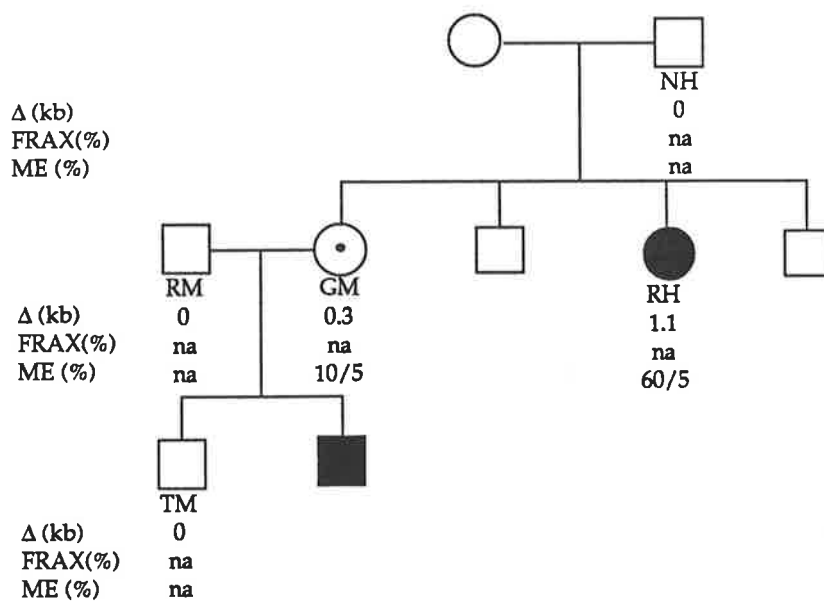 NH
Δ (kb) 0
FRAX(%) na
ME (%) na
RM GM RH
Δ (kb) 0 0.3 1.1
FRAX(%) na na na
ME (%) na 10/5 60/5
TM
Δ (kb) 0
FRAX(%) na
ME (%) na